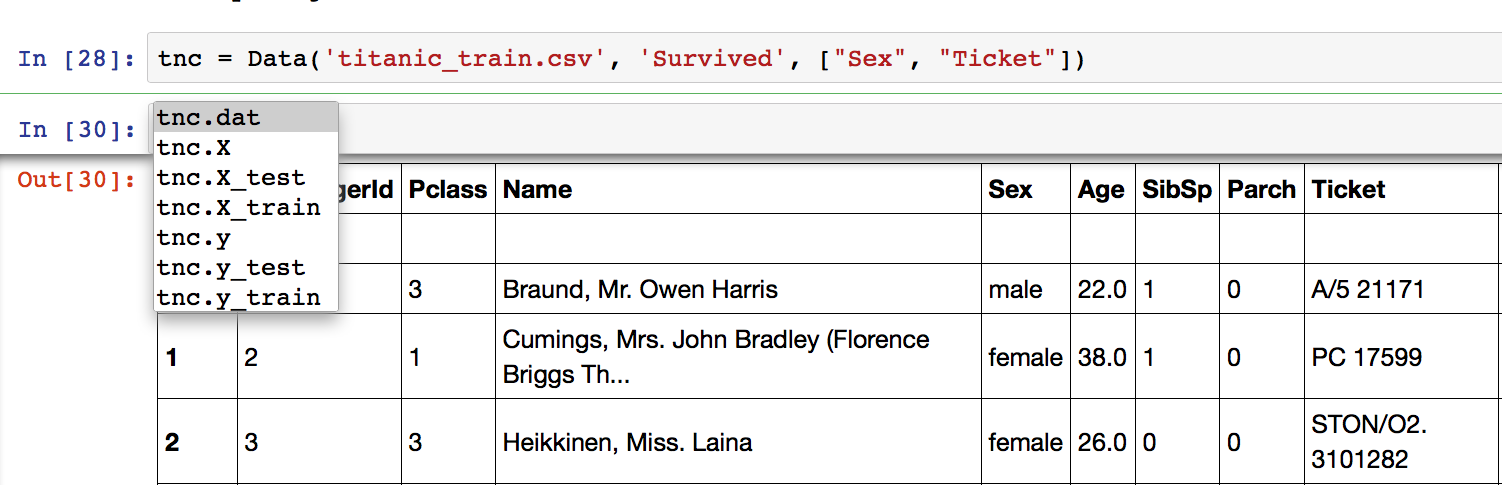 In [28]: tnc = Data('titanic_train.csv', 'Survived', ["Sex", "Ticket"])
In [30]:
tnc.dat
tnc.X
tnc.X_test
tnc.X_train
tnc.y
tnc.y_test
tnc.y_train
Out[30]:
gerId Pclass Name Sex Age SibSp Parch Ticket
3 Braund, Mr. Owen Harris male 22.0 1 0 A/5 21171
1 2 1 Cumings, Mrs. John Bradley (Florence
Briggs Th... female 38.0 1 0 PC 17599
2 3 3 Heikkinen, Miss. Laina female 26.0 0 0 STON/O2.
3101282